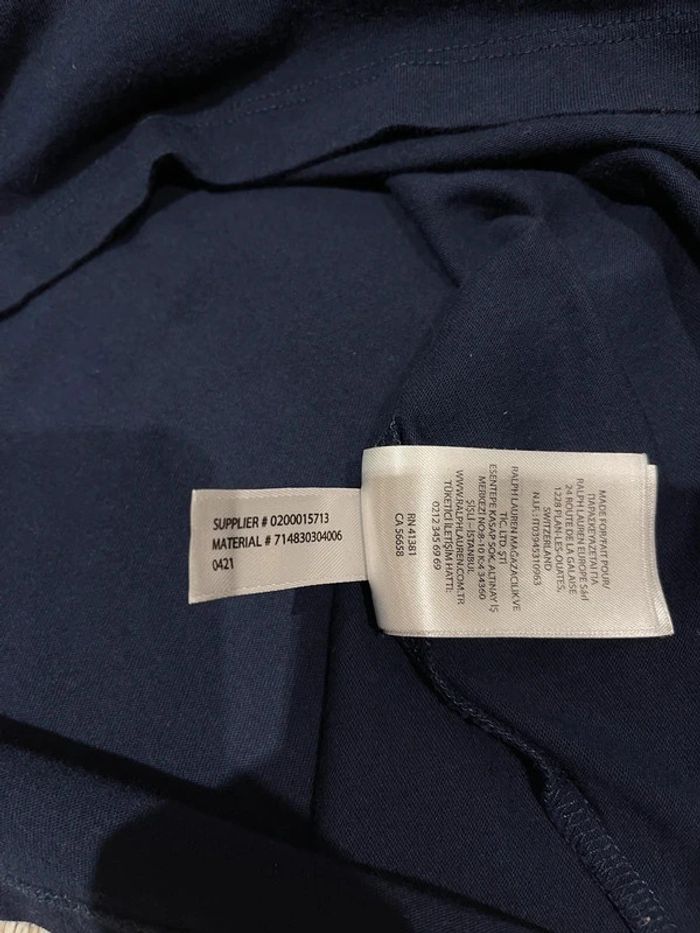 SUPPLIER # 0200015713
MATERIAL # 714830304006
0421
MADE FOR/FAIT POUR/
ΠΑΡΑΣΚΕΥΑΖΕΤΑΙ ΓΙΑ
RALPH LAUREN EUROPE Sàrl
24 ROUTE DE LA GALAISE
1228 PLAN-LES-OUATES,
SWITZERLAND
N.I.F.: IT03945310963
RALPH LAUREN MAĞAZACILIK VE
TİC. LTD ŞTİ
ESENTEPE KASAP SOK. ALTINAY İŞ
MERKEZİ NO:8-10 K:4 34360
ŞİŞLİ – İSTANBUL
WWW.RALPHLAUREN.COM.TR
TÜKETİCİ İLETİŞİM HATTI:
0212 345 69 69
RN 41381
CA 56658